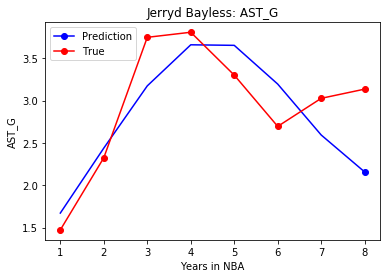 Jerryd Bayless: AST_G
Prediction
True
3.5
3.0
2.5
2.0
1.5
AST_G
1 2 3 4 5 6 7 8
Years in NBA